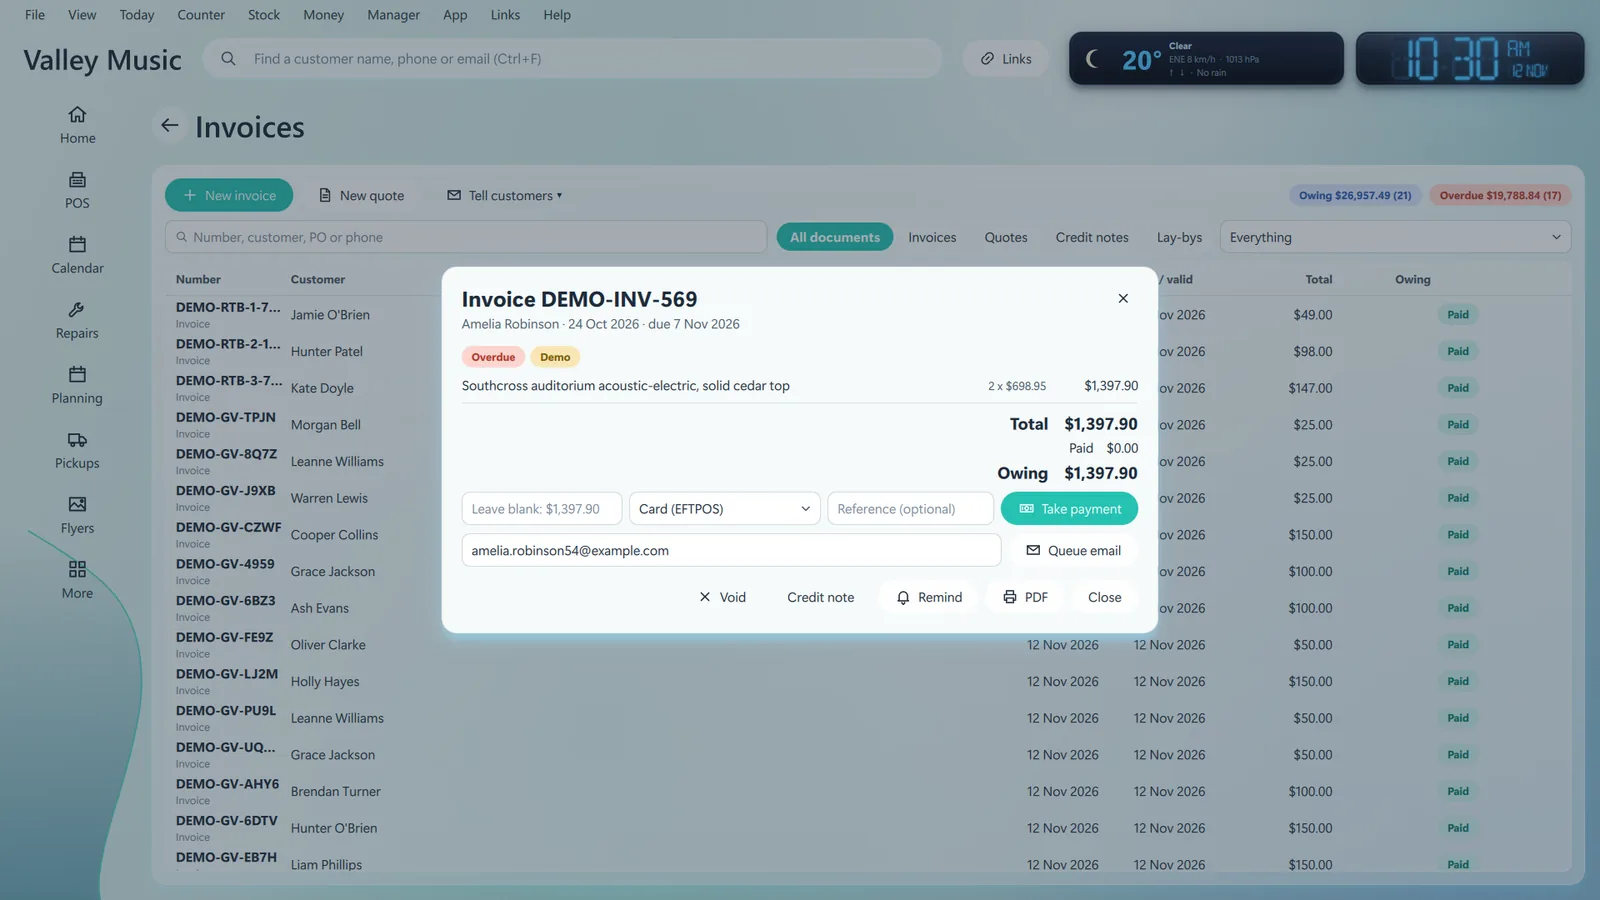 File View Today Counter Stock Money Manager App Links Help
Valley Music
Find a customer name, phone or email (Ctrl+F)
Links
20°
Clear
ENE 8 km/h · 1013 hPa
↑ ↓ · No rain
10:30 AM
12 NOV
Home
POS
Calendar
Repairs
Planning
Pickups
Flyers
More
← Invoices
+ New invoice
New quote
Tell customers ▾
Owing $26,957.49 (21)
Overdue $19,788.84 (17)
Number, customer, PO or phone
All documents Invoices Quotes Credit notes Lay-bys Everything
Number Customer / valid Total Owing
DEMO-RTB-1-7... Jamie O'Brien ov 2026 $49.00 Paid
Invoice
DEMO-RTB-2-1... Hunter Patel ov 2026 $98.00 Paid
Invoice
DEMO-RTB-3-7... Kate Doyle ov 2026 $147.00 Paid
Invoice
DEMO-GV-TPJN Morgan Bell ov 2026 $25.00 Paid
Invoice
DEMO-GV-8Q7Z Leanne Williams ov 2026 $25.00 Paid
Invoice
DEMO-GV-J9XB Warren Lewis ov 2026 $25.00 Paid
Invoice
DEMO-GV-CZWF Cooper Collins ov 2026 $150.00 Paid
Invoice
DEMO-GV-4959 Grace Jackson ov 2026 $100.00 Paid
Invoice
DEMO-GV-6BZ3 Ash Evans ov 2026 $100.00 Paid
Invoice
DEMO-GV-FE9Z Oliver Clarke 12 Nov 2026 12 Nov 2026 $50.00 Paid
Invoice
DEMO-GV-LJ2M Holly Hayes 12 Nov 2026 12 Nov 2026 $150.00 Paid
Invoice
DEMO-GV-PU9L Leanne Williams 12 Nov 2026 12 Nov 2026 $50.00 Paid
Invoice
DEMO-GV-UQ... Grace Jackson 12 Nov 2026 12 Nov 2026 $50.00 Paid
Invoice
DEMO-GV-AHY6 Brendan Turner 12 Nov 2026 12 Nov 2026 $100.00 Paid
Invoice
DEMO-GV-6DTV Hunter O'Brien 12 Nov 2026 12 Nov 2026 $150.00 Paid
Invoice
DEMO-GV-EB7H Liam Phillips 12 Nov 2026 12 Nov 2026 $150.00 Paid
Invoice DEMO-INV-569
Amelia Robinson · 24 Oct 2026 · due 7 Nov 2026
Overdue Demo
Southcross auditorium acoustic-electric, solid cedar top 2 x $698.95 $1,397.90
Total $1,397.90
Paid $0.00
Owing $1,397.90
Leave blank: $1,397.90 Card (EFTPOS) Reference (optional) Take payment
amelia.robinson54@example.com Queue email
Void Credit note Remind PDF Close